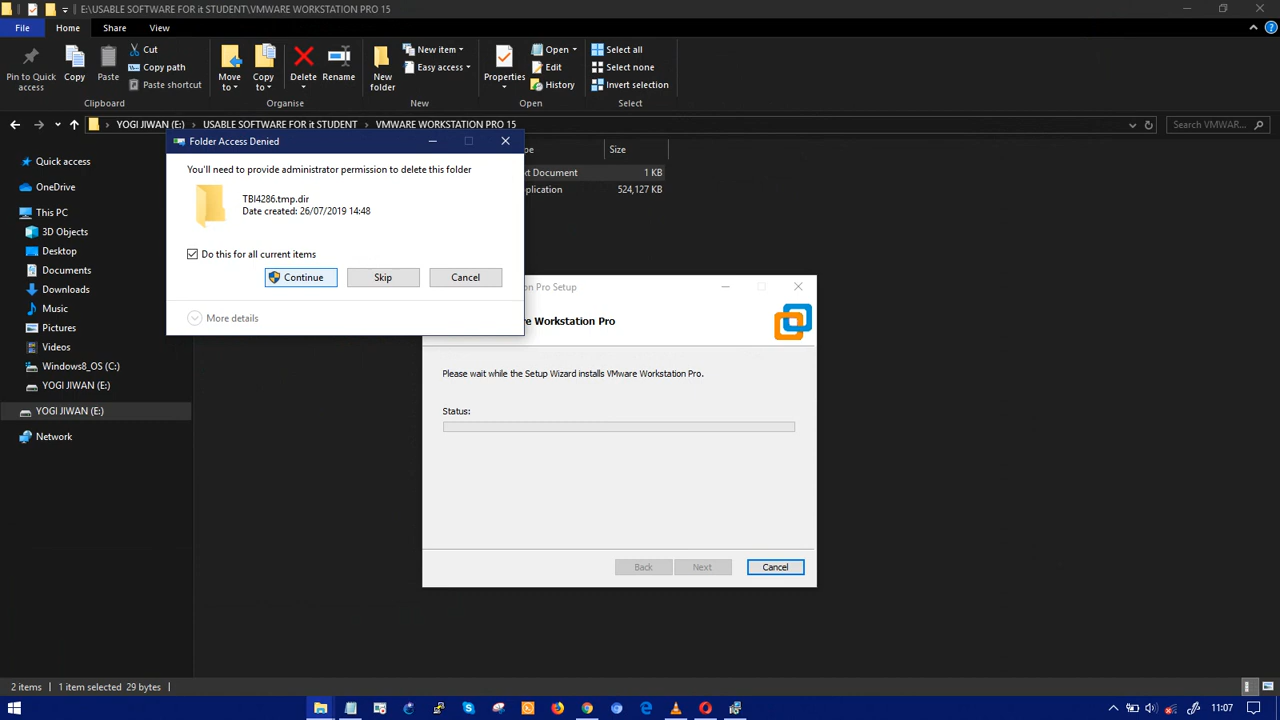 E:\USABLE SOFTWARE FOR it STUDENT\VMWARE WORKSTATION PRO 15
File Home Share View
Pin to Quick access
Copy
Paste
Cut
Copy path
Paste shortcut
Clipboard
Move to
Copy to
Delete
Rename
Organise
New folder
New item
Easy access
New
Properties
Open
Edit
History
Open
Select all
Select none
Invert selection
Select
YOGI JIWAN (E:) USABLE SOFTWARE FOR it STUDENT VMWARE WORKSTATION PRO 15
Search VMWAR...
Quick access
OneDrive
This PC
3D Objects
Desktop
Documents
Downloads
Music
Pictures
Videos
Windows8_OS (C:)
YOGI JIWAN (E:)
YOGI JIWAN (E:)
Network
pe Size
xt Document 1 KB
plication 524,127 KB
Folder Access Denied
You'll need to provide administrator permission to delete this folder
TBI4286.tmp.dir
Date created: 26/07/2019 14:48
Do this for all current items
Continue Skip Cancel
More details
on Pro Setup
re Workstation Pro
Please wait while the Setup Wizard installs VMware Workstation Pro.
Status:
Back Next Cancel
2 items 1 item selected 29 bytes
11:07